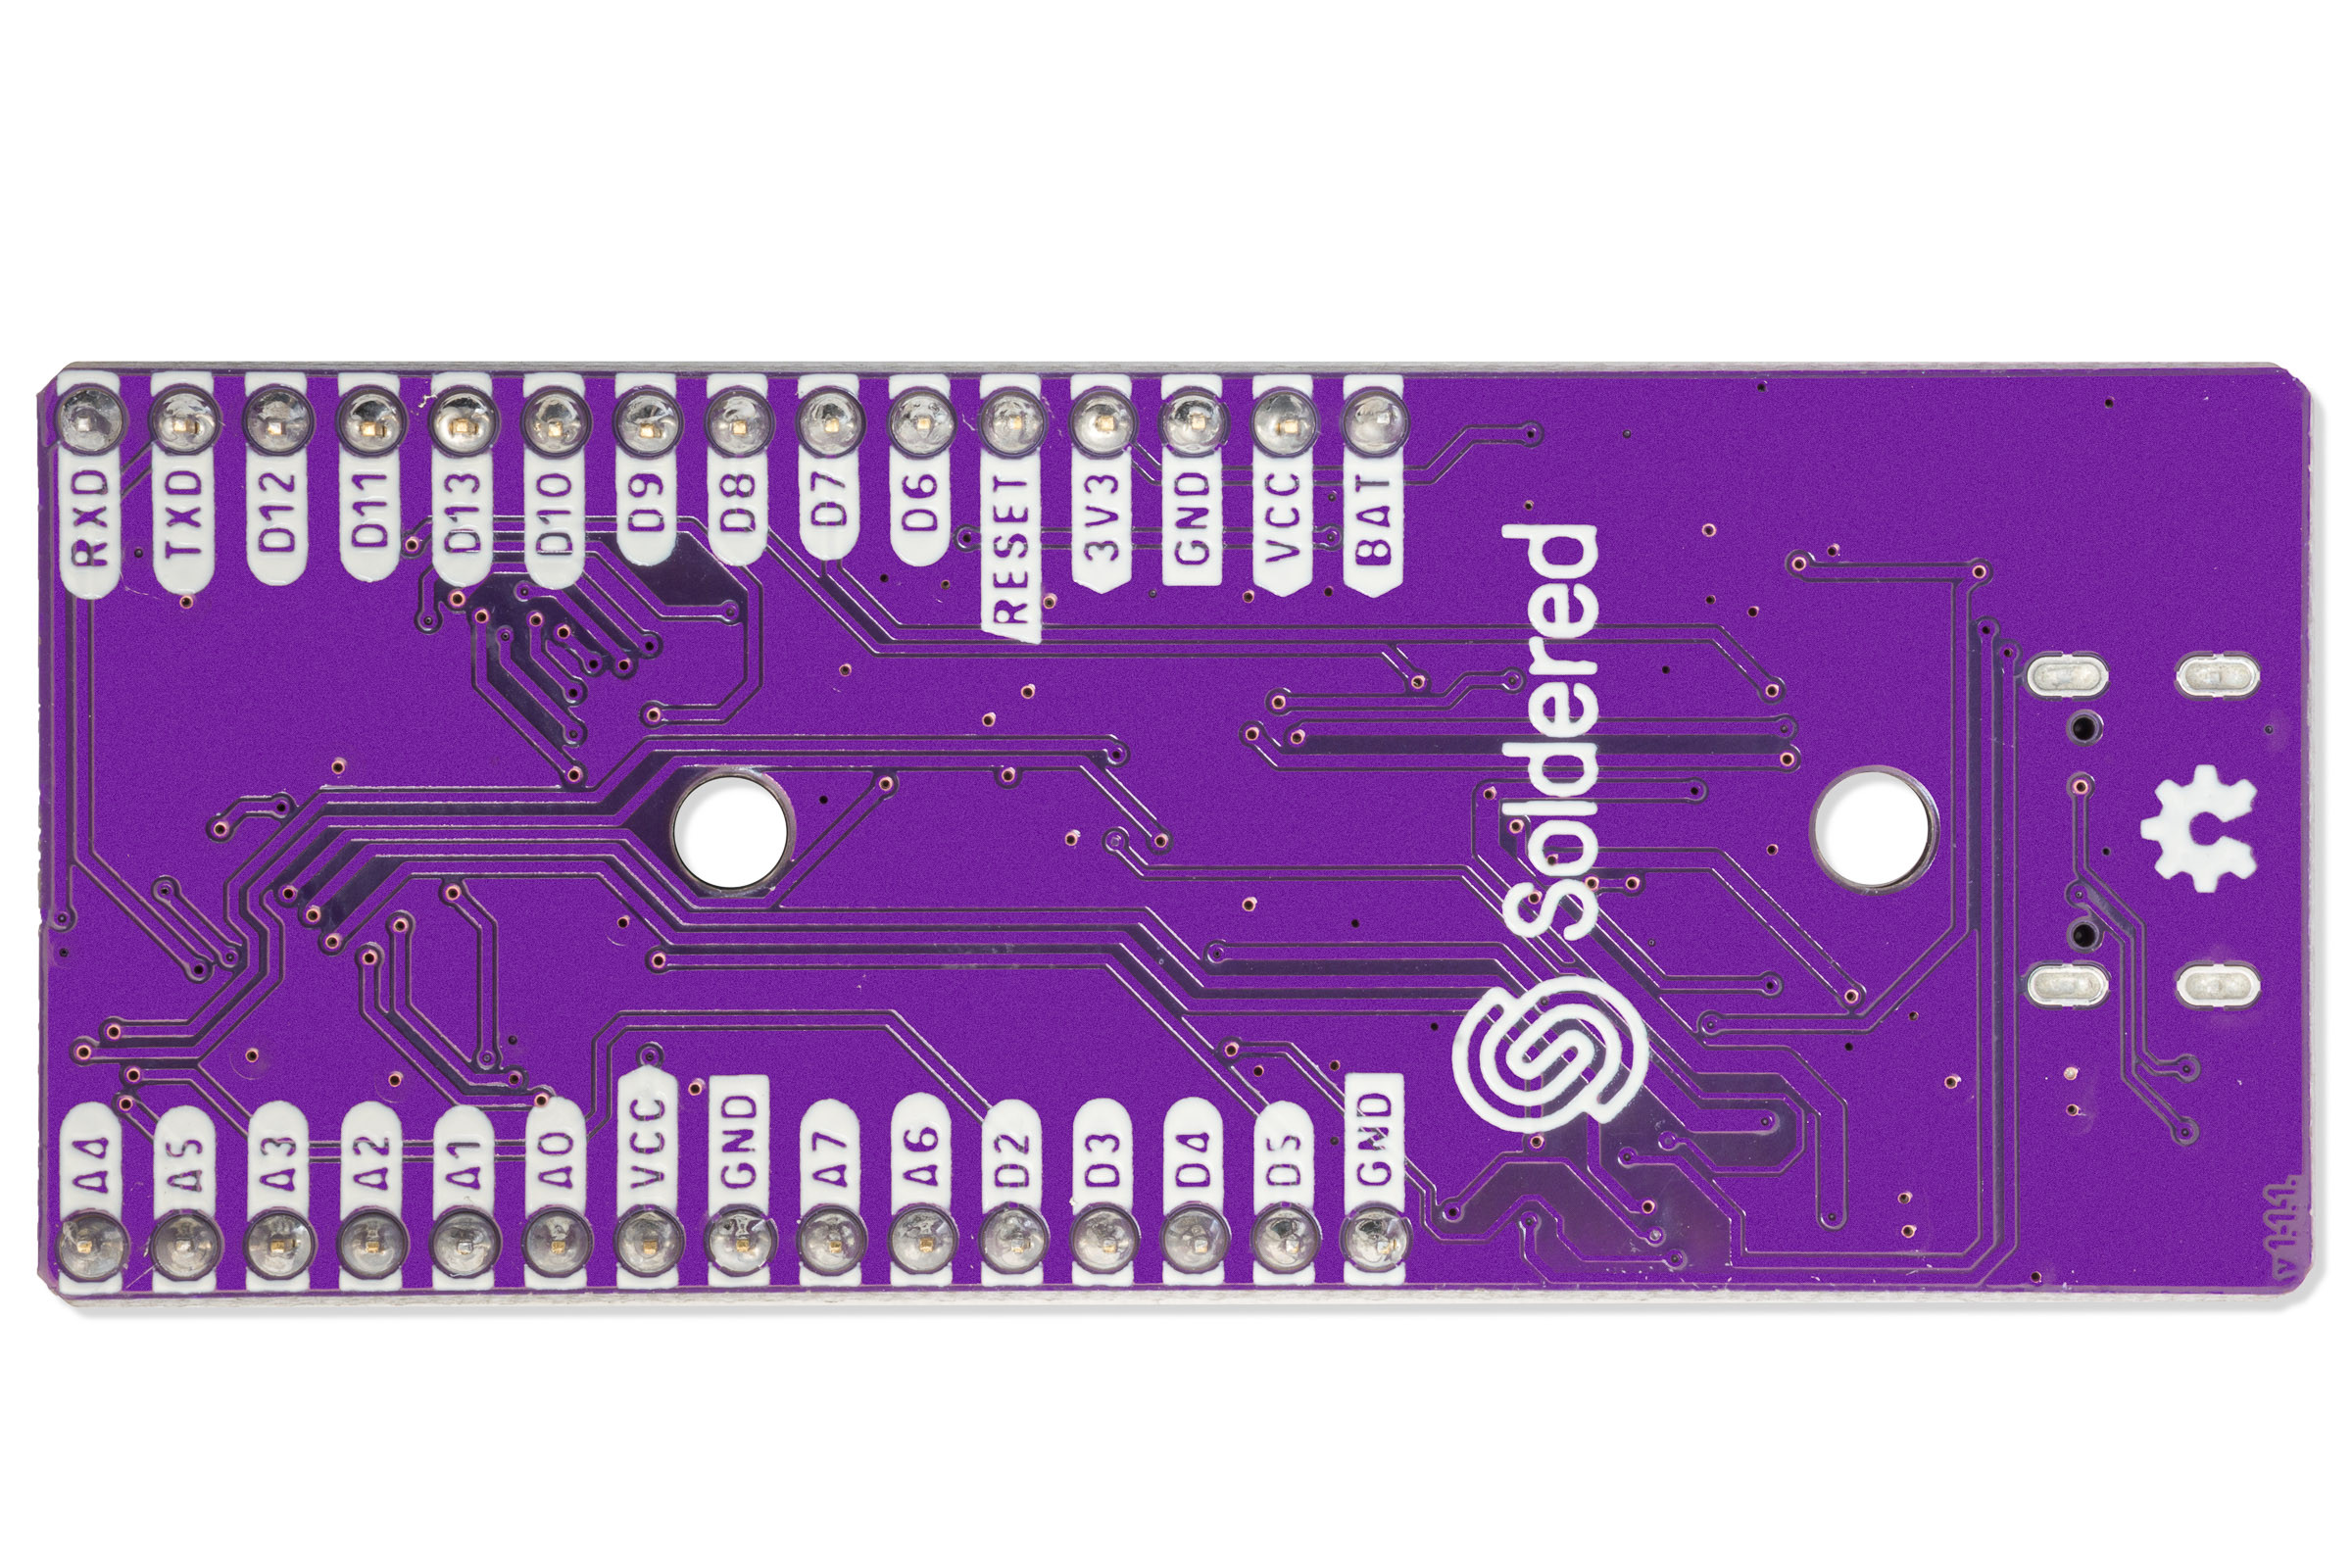 RXD
TXD
D12
D11
D13
D10
D9
D8
D7
D6
RESET
3V3
GND
VCC
BAT
Soldered
A4
A5
A3
A2
A1
A0
VCC
GND
A7
A6
D2
D3
D4
D5
GND
v1.1.1.